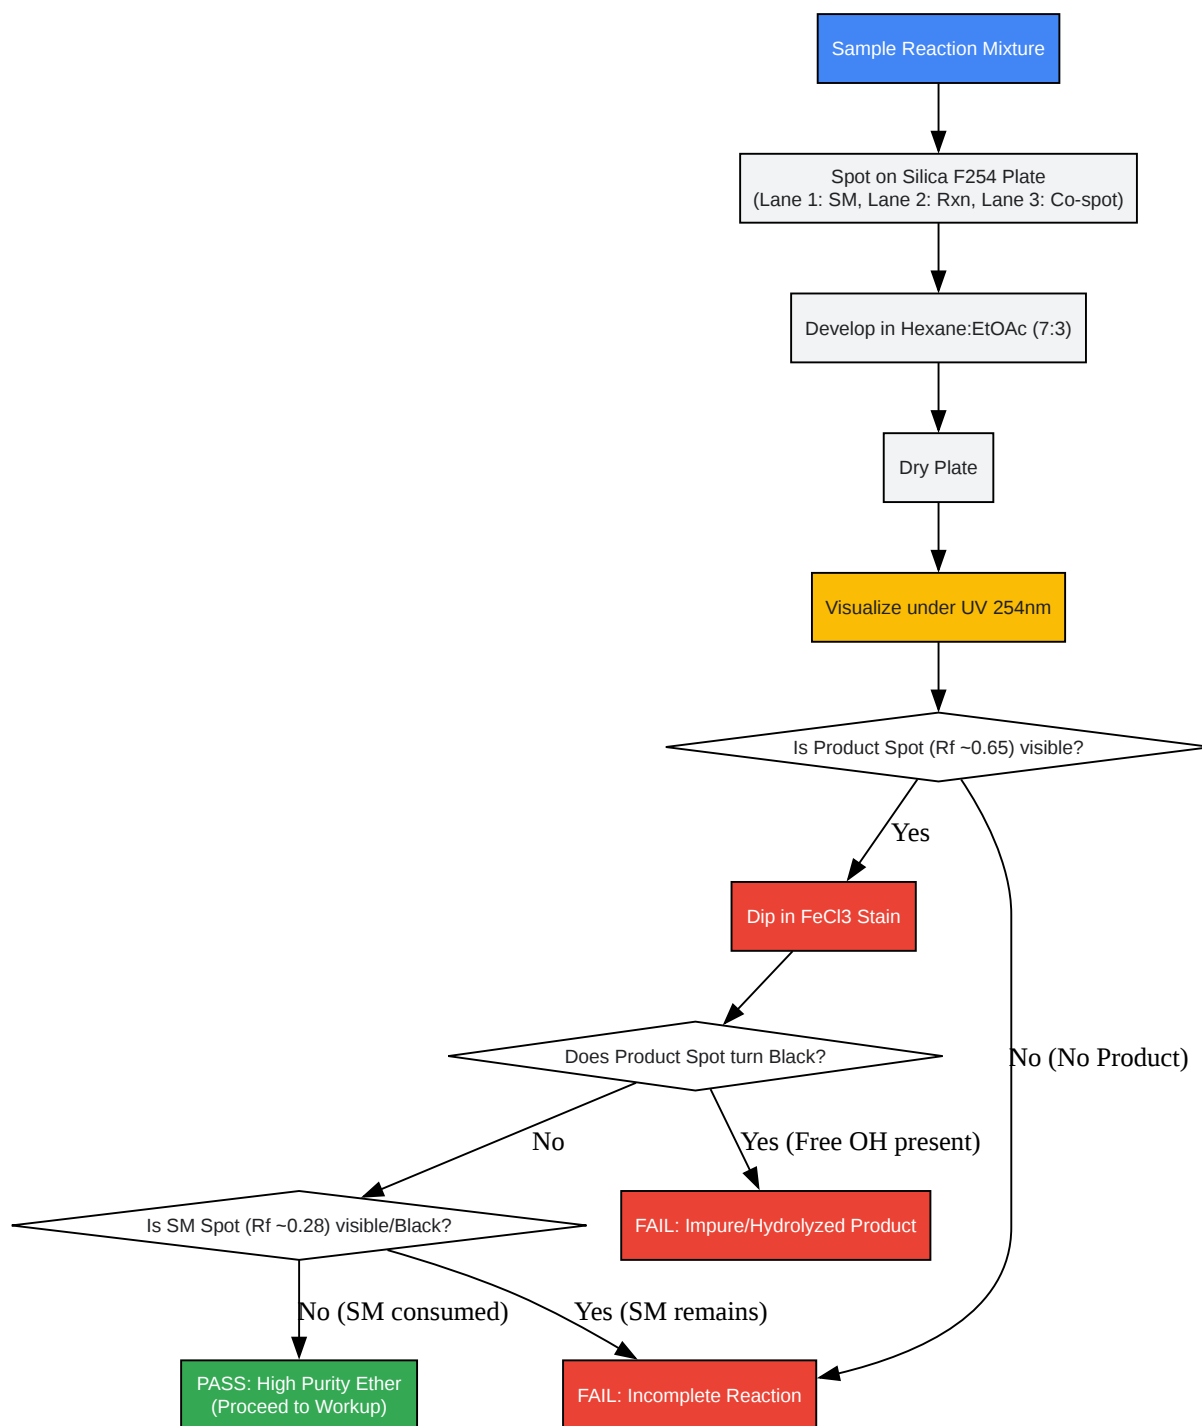 Sample Reaction Mixture
Spot on Silica F254 Plate
(Lane 1: SM, Lane 2: Rxn, Lane 3: Co-spot)
Develop in Hexane:EtOAc (7:3)
Dry Plate
Visualize under UV 254nm
Is Product Spot (Rf ~0.65) visible?
Yes
Dip in FeCl3 Stain
Does Product Spot turn Black?
No (No Product)
No
Yes (Free OH present)
Is SM Spot (Rf ~0.28) visible/Black?
FAIL: Impure/Hydrolyzed Product
No (SM consumed)
Yes (SM remains)
PASS: High Purity Ether
(Proceed to Workup)
FAIL: Incomplete Reaction